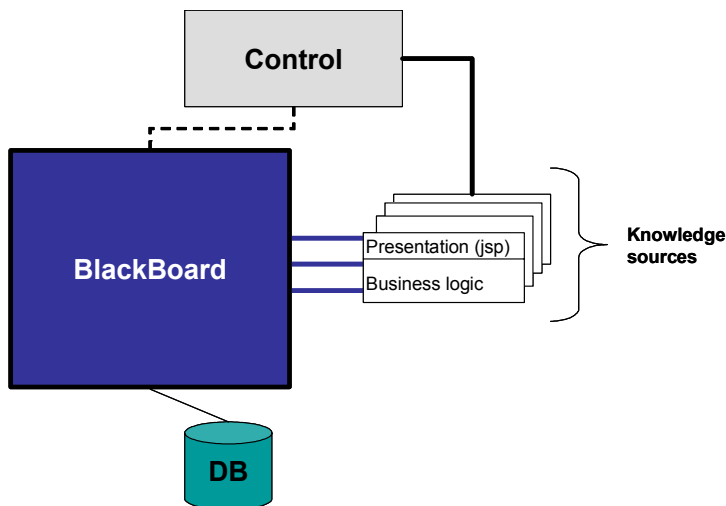 Control
BlackBoard
Presentation (jsp)
Business logic
Knowledge
sources
DB